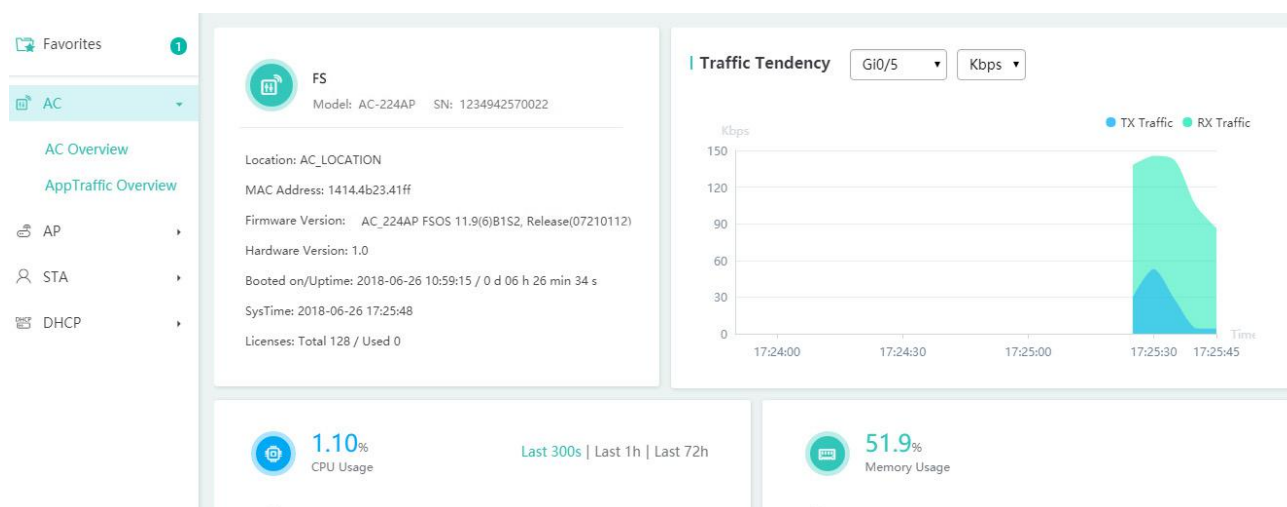 Favorites 1
AC
AC Overview
AppTraffic Overview
AP
STA
DHCP
FS
Model: AC-224AP SN: 1234942570022
Location: AC_LOCATION
MAC Address: 1414.4b23.41ff
Firmware Version: AC_224AP FSOS 11.9(6)B1S2, Release(07210112)
Hardware Version: 1.0
Booted on/Uptime: 2018-06-26 10:59:15 / 0 d 06 h 26 min 34 s
SysTime: 2018-06-26 17:25:48
Licenses: Total 128 / Used 0
Traffic Tendency Gi0/5 Kbps
TX Traffic RX Traffic
Kbps
150
120
90
60
30
0
Time
17:24:00 17:24:30 17:25:00 17:25:30 17:25:45
1.10%
CPU Usage
Last 300s | Last 1h | Last 72h
51.9%
Memory Usage